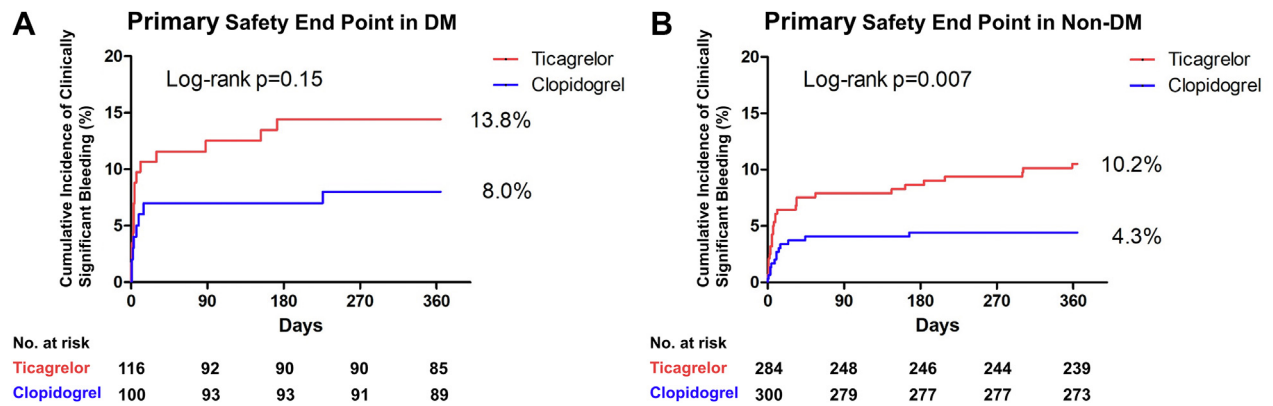 A
Primary Safety End Point in DM
Cumulative Incidence of Clinically
Significant Bleeding (%)
20
15
10
5
0
Log-rank p=0.15
Ticagrelor
Clopidogrel
13.8%
8.0%
0 90 180 270 360
Days
No. at risk
Ticagrelor 116 92 90 90 85
Clopidogrel 100 93 93 91 89
B
Primary Safety End Point in Non-DM
Cumulative Incidence of Clinically
Significant Bleeding (%)
20
15
10
5
0
Log-rank p=0.007
Ticagrelor
Clopidogrel
10.2%
4.3%
0 90 180 270 360
Days
No. at risk
Ticagrelor 284 248 246 244 239
Clopidogrel 300 279 277 277 273